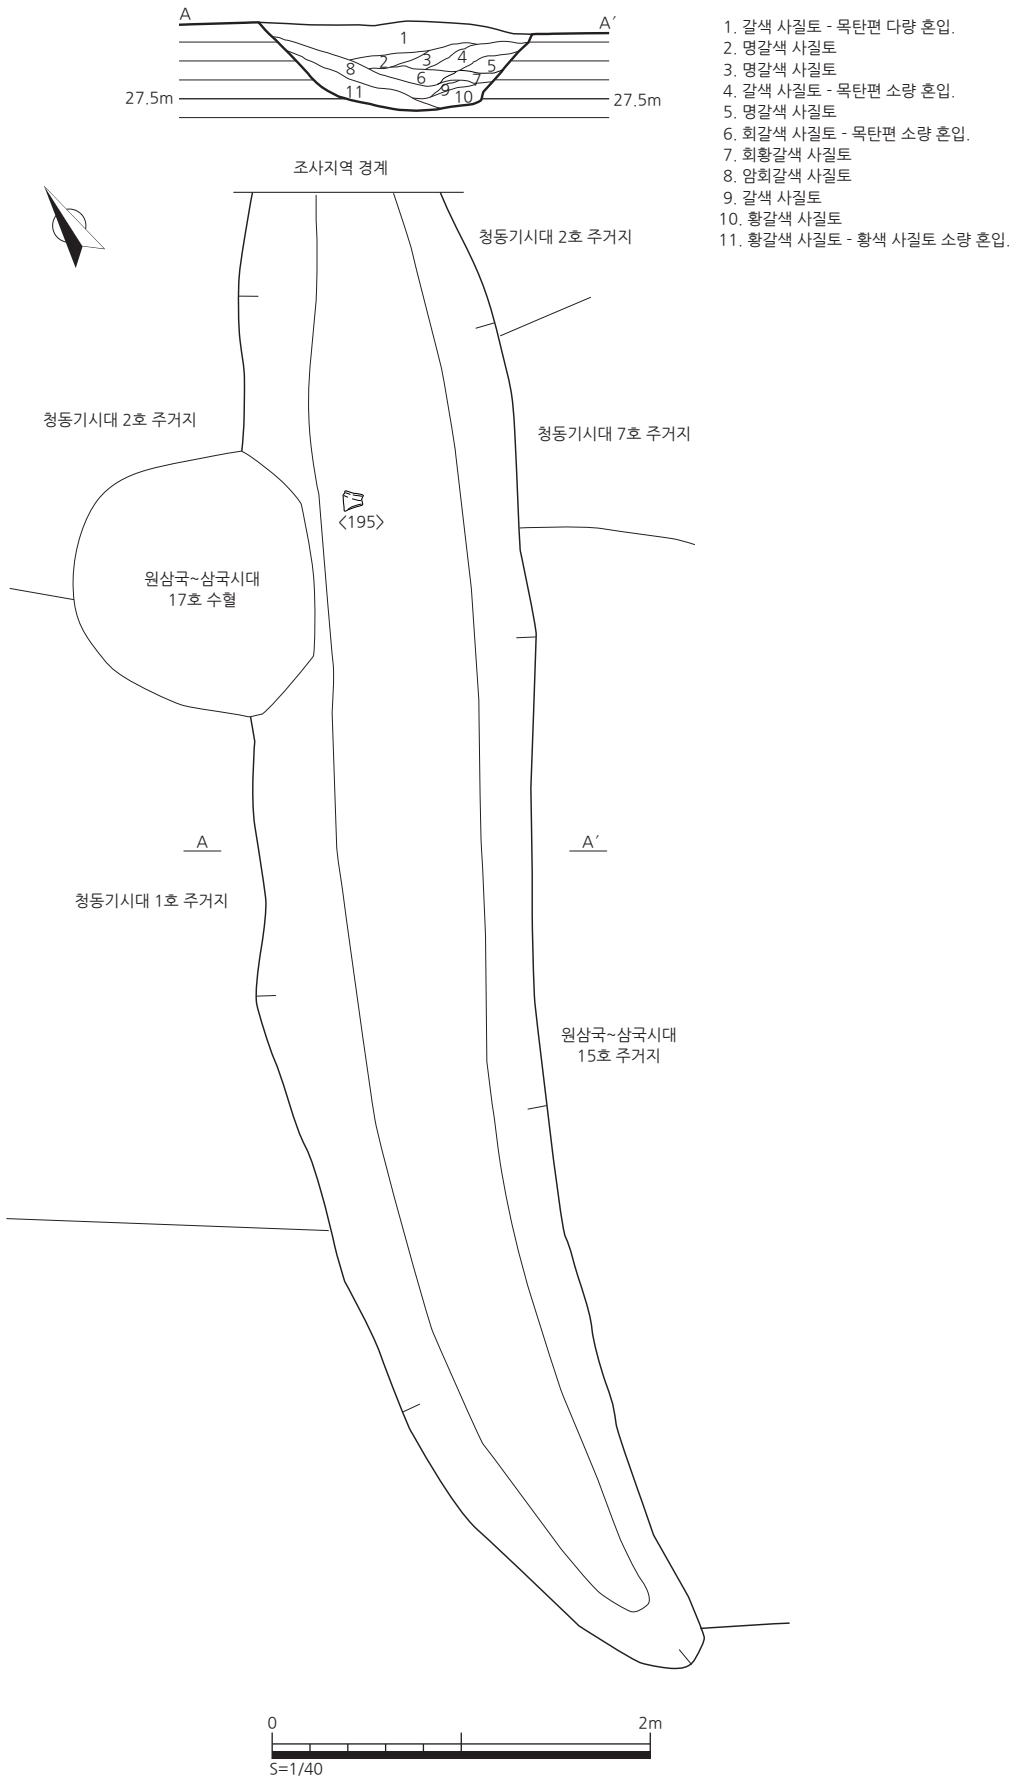 A
A′
1
2
3
4
5
6
7
8
9
10
11
27.5m
27.5m
1. 갈색 사질토 - 목탄편 다량 혼입.
2. 명갈색 사질토
3. 명갈색 사질토
4. 갈색 사질토 - 목탄편 소량 혼입.
5. 명갈색 사질토
6. 회갈색 사질토 - 목탄편 소량 혼입.
7. 회황갈색 사질토
8. 암회갈색 사질토
9. 갈색 사질토
10. 황갈색 사질토
11. 황갈색 사질토 - 황색 사질토 소량 혼입.
조사지역 경계
청동기시대 2호 주거지
청동기시대 2호 주거지
청동기시대 7호 주거지
<195>
원삼국~삼국시대
17호 수혈
A
A′
청동기시대 1호 주거지
원삼국~삼국시대
15호 주거지
0
2m
S=1/40